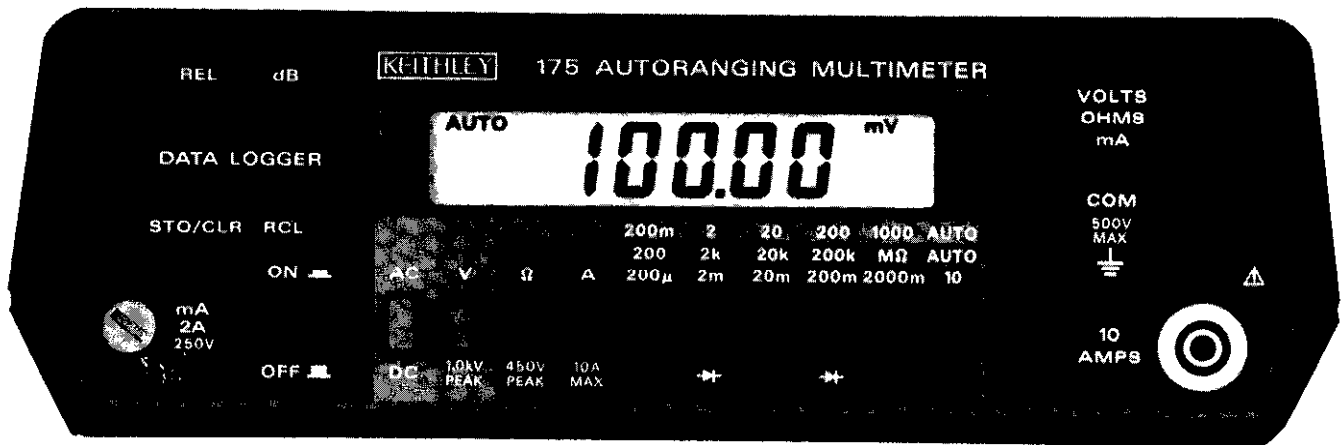 REL dB
KEITHLEY 175 AUTORANGING MULTIMETER
AUTO 100.00 mV
DATA LOGGER
STO/CLR RCL
ON
OFF
mA
2A
250V
200m 2 20 200 1000 AUTO
200 2k 20k 200k MΩ AUTO
AC V Ω A 200µ 2m 20m 200m 2000m 10
DC 1.0kV PEAK 450V PEAK 10A MAX
VOLTS
OHMS
mA
COM
500V
MAX
10
AMPS